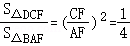 S△DCF / S△BAF = (CF/AF)² = 1/4